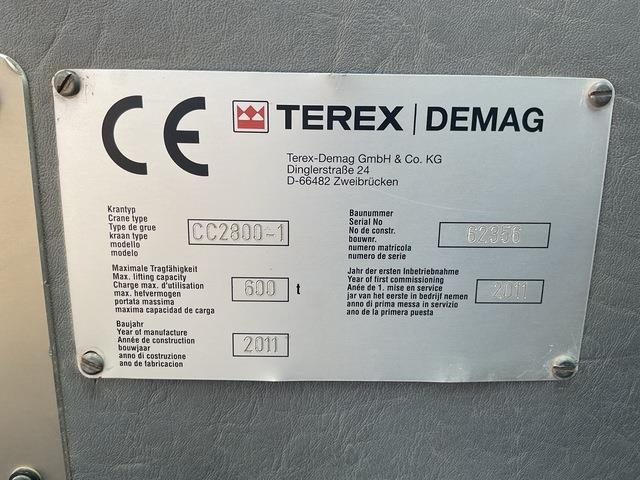 CE TEREX | DEMAG
Terex-Demag GmbH & Co. KG
Dinglerstraße 24
D-66482 Zweibrücken
Krantyp
Crane type
Type de grue
kraan type
modello
modelo
CC2800-1
Maximale Tragfähigkeit
Max. lifting capacity
Charge max. d'utilisation
max. hefvermogen
portata massima
maxima capacidad de carga
600 t
Baujahr
Year of manufacture
Année de construction
bouwjaar
anno di costruzione
ano de fabricacion
2011
Baunummer
Serial No
No de constr.
bouwnr.
numero matricola
numero de serie
62356
Jahr der ersten Inbetriebnahme
Year of first commissioning
Année de 1. mise en service
jar van het eerste in bedrijf nemen
anno di prima messa in servizio
ano de la primera puesta
2011